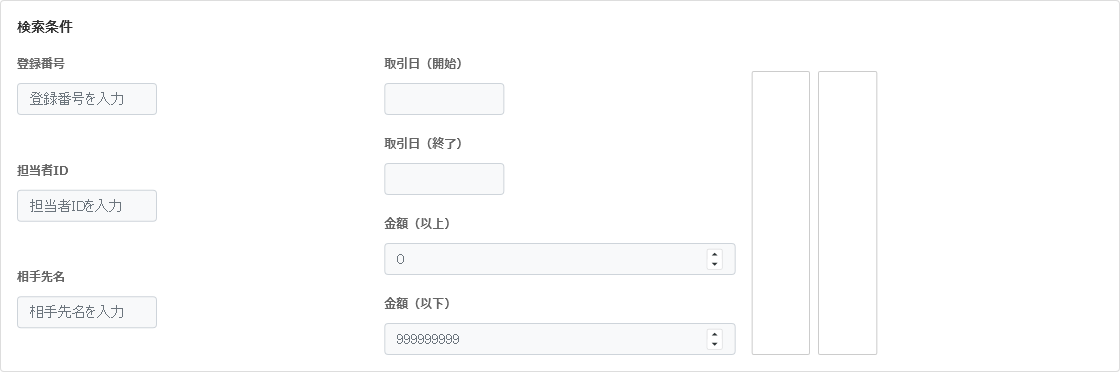 検索条件
登録番号
登録番号を入力
担当者ID
担当者IDを入力
相手先名
相手先名を入力
取引日（開始）
取引日（終了）
金額（以上）
0
金額（以下）
999999999